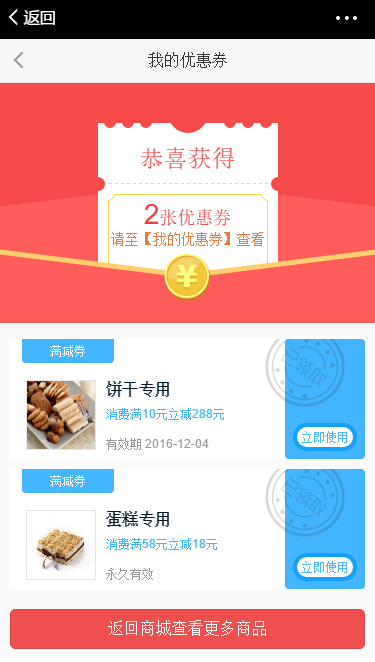 返回
我的优惠券
恭喜获得
2张优惠券
请至【我的优惠券】查看
¥
满减券
已领取
饼干专用
消费满10元立减288元
立即使用
有效期 2016-12-04
满减券
已领取
蛋糕专用
消费满58元立减18元
立即使用
永久有效
返回商城查看更多商品